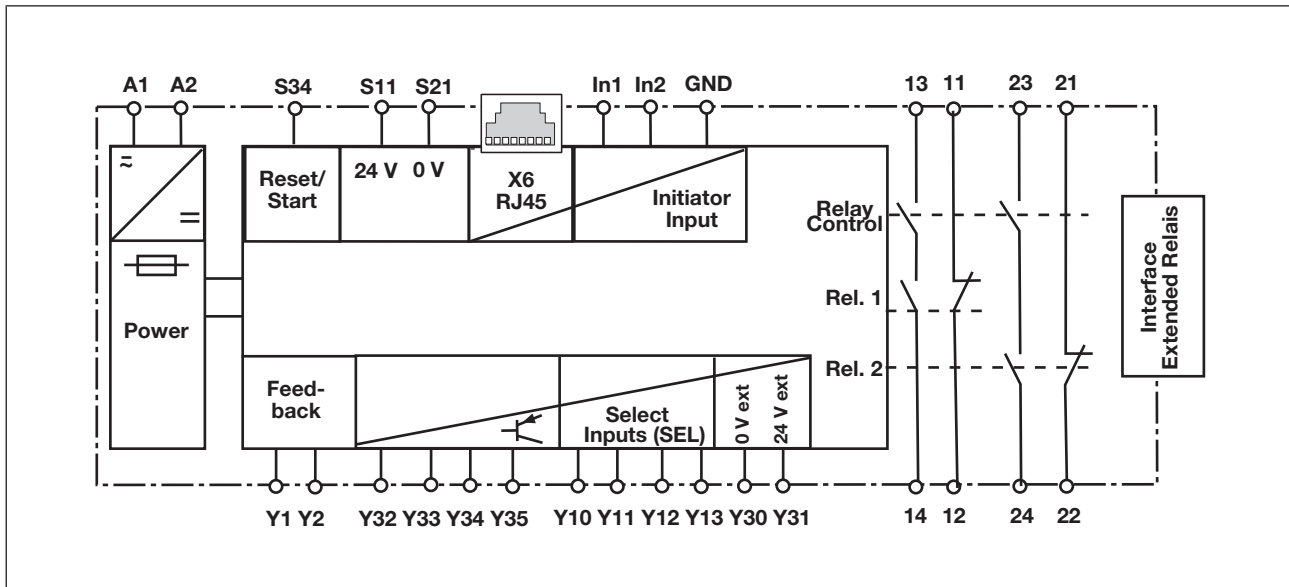 A1 A2 S34 S11 S21 In1 In2 GND 13 11 23 21
Reset/
Start
24 V 0 V
X6
RJ45
Initiator
Input
Relay
Control
Rel. 1
Rel. 2
Interface
Extended Relais
Power
Feed-
back
Select
Inputs (SEL)
0 V ext
24 V ext
Y1 Y2 Y32 Y33 Y34 Y35 Y10 Y11 Y12 Y13 Y30 Y31 14 12 24 22